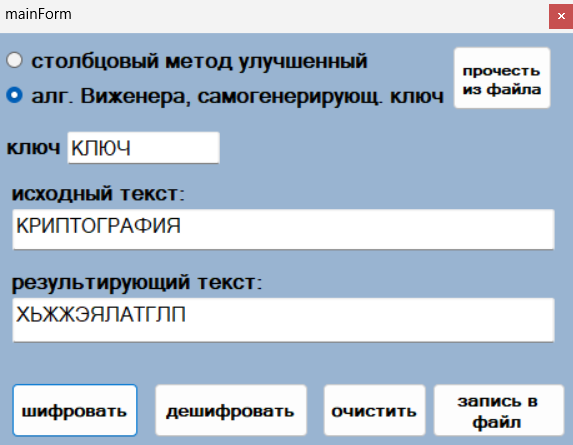 mainForm
столбцовый метод улучшенный
алг. Виженера, самогенерирующ. ключ
прочесть
из файла
ключ КЛЮЧ
исходный текст:
КРИПТОГРАФИЯ
результирующий текст:
ХЬЖЖЭЯЛАТГЛП
шифровать
дешифровать
очистить
запись в
файл